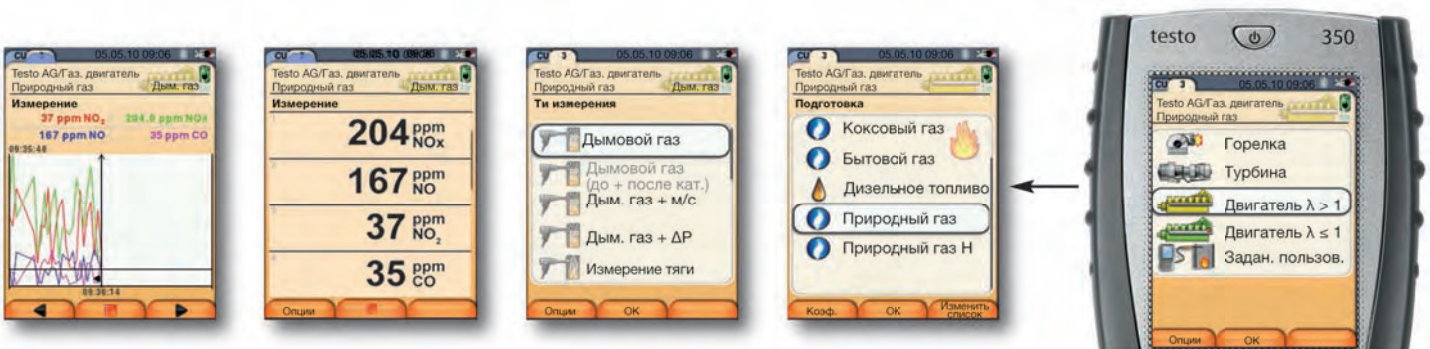 CU
05.05.10 09:06
Testo AG/Газ. двигатель
Природный газ
Дым. газ
Измерение
37 ppm NO₂
204.0 ppm NOx
167 ppm NO
35 ppm CO
09:35:48
09:36:14
CU
05.05.10 09:06
Testo AG/Газ. двигатель
Природный газ
Дым. газ
Измерение
204 ppm NOx
167 ppm NO
37 ppm NO₂
35 ppm CO
Опции
CU 3
05.05.10 09:06
Testo AG/Газ. двигатель
Природный газ
Дым. газ
Ти измерения
Дымовой газ
Дымовой газ
(до + после кат.)
Дым. газ + м/с
Дым. газ + ΔP
Измерение тяги
Опции
OK
CU 3
05.05.10 09:06
Testo AG/Газ. двигатель
Природный газ
Подготовка
Коксовый газ
Бытовой газ
Дизельное топливо
Природный газ
Природный газ H
Коэф.
OK
Изменить
список
testo
350
CU 3
05.05.10 09:06
Testo AG/Газ. двигатель
Природный газ
Горелка
Турбина
Двигатель λ > 1
Двигатель λ ≤ 1
Задан. пользов.
Опции
OK